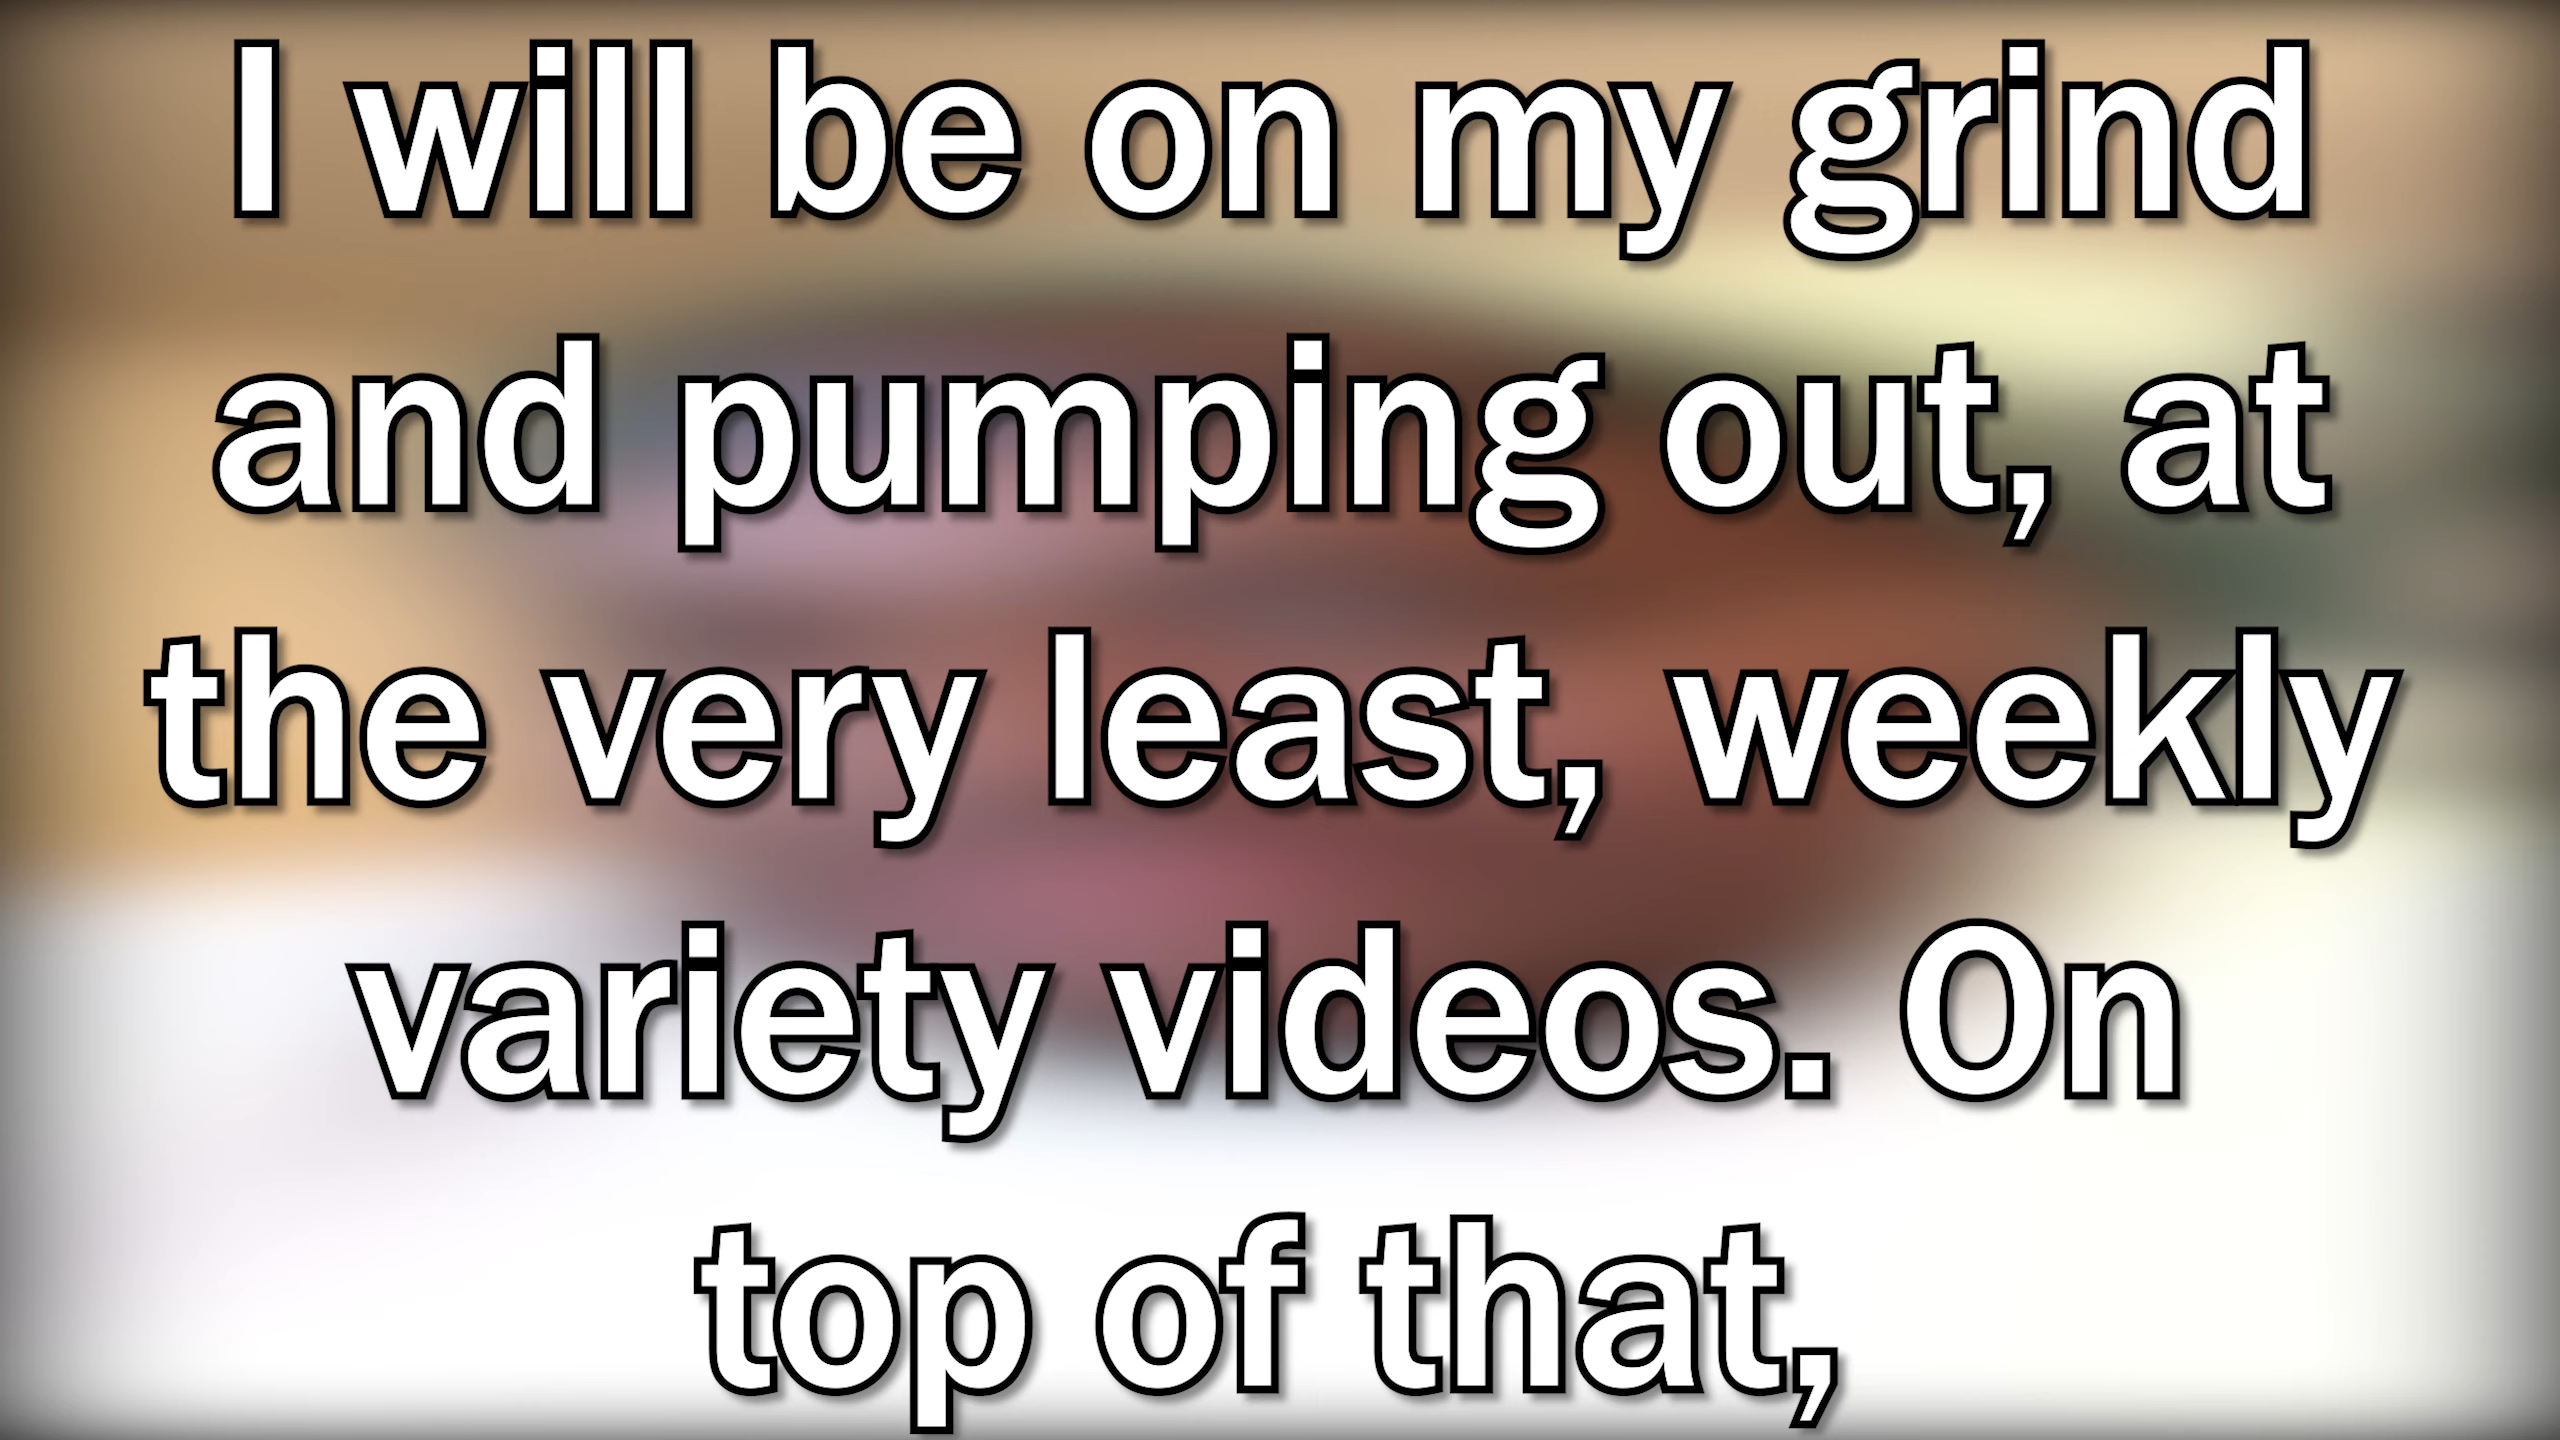 I will be on my grind
and pumping out, at
the very least, weekly
variety videos. On
top of that,